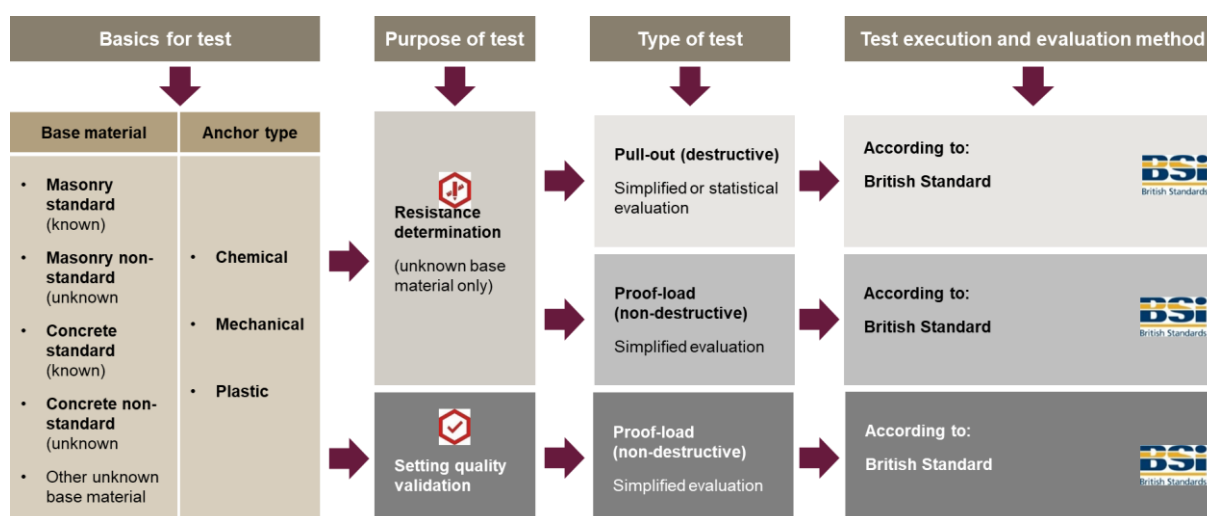 Basics for test
Purpose of test
Type of test
Test execution and evaluation method
Base material
Anchor type
• Masonry
standard
(known)
• Masonry non-
standard
(unknown
• Concrete
standard
(known)
• Concrete non-
standard
(unknown
• Other unknown
base material
• Chemical
• Mechanical
• Plastic
Resistance
determination
(unknown base
material only)
Setting quality
validation
Pull-out (destructive)
Simplified or statistical
evaluation
Proof-load
(non-destructive)
Simplified evaluation
Proof-load
(non-destructive)
Simplified evaluation
According to:
British Standard
BSi
British Standards
According to:
British Standard
BSi
British Standards
According to:
British Standard
BSi
British Standards